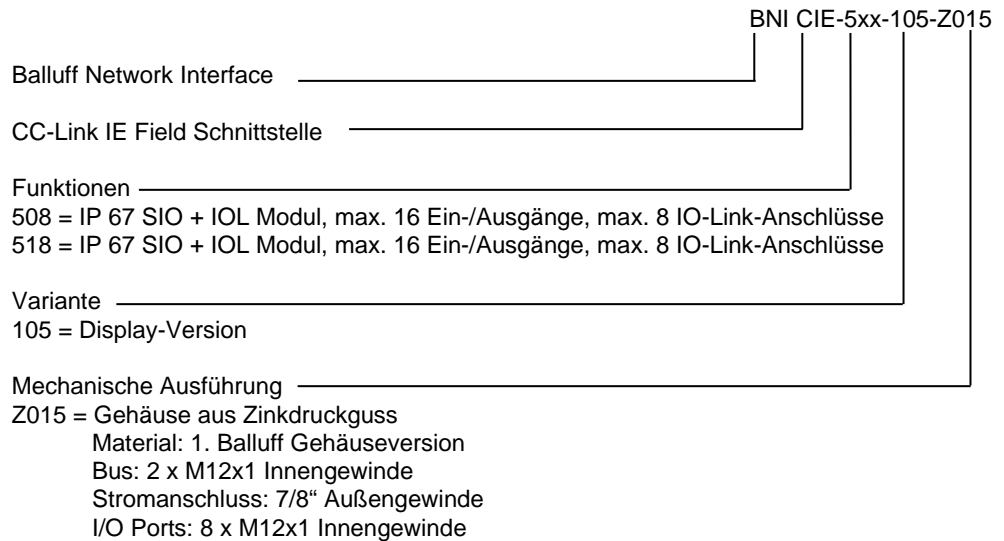 BNI CIE-5xx-105-Z015
Balluff Network Interface
CC-Link IE Field Schnittstelle
Funktionen
508 = IP 67 SIO + IOL Modul, max. 16 Ein-/Ausgänge, max. 8 IO-Link-Anschlüsse
518 = IP 67 SIO + IOL Modul, max. 16 Ein-/Ausgänge, max. 8 IO-Link-Anschlüsse
Variante
105 = Display-Version
Mechanische Ausführung
Z015 = Gehäuse aus Zinkdruckguss
Material: 1. Balluff Gehäuseversion
Bus: 2 x M12x1 Innengewinde
Stromanschluss: 7/8“ Außengewinde
I/O Ports: 8 x M12x1 Innengewinde